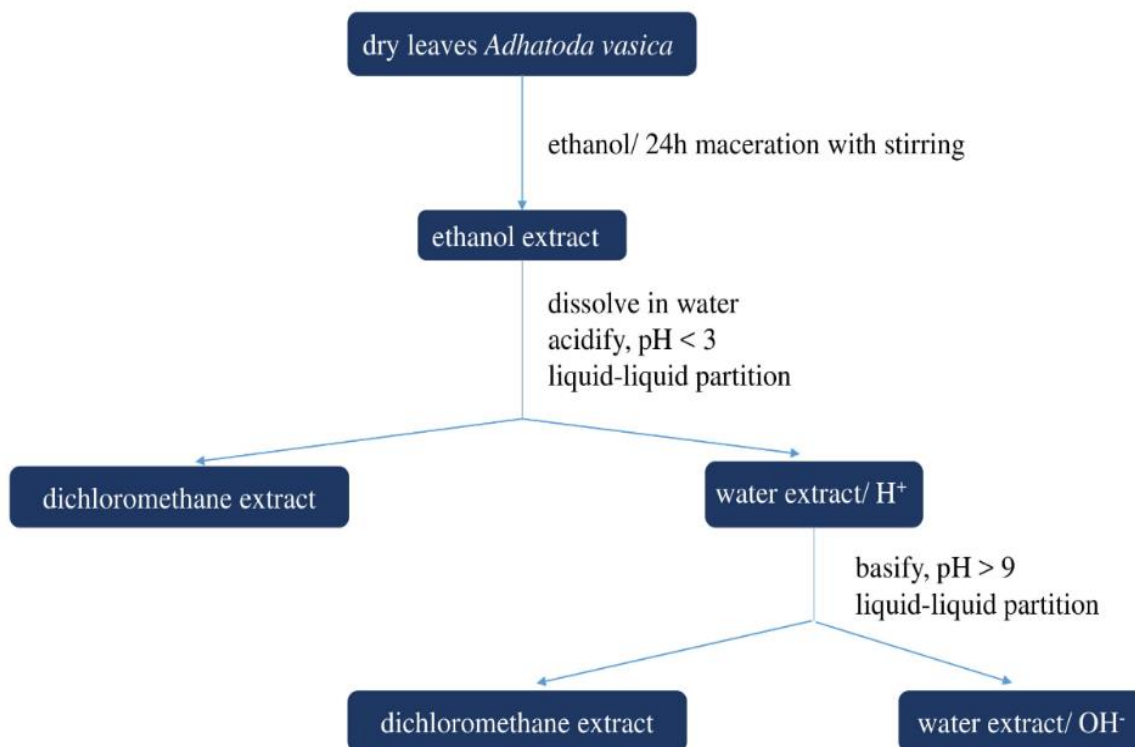 dry leaves Adhatoda vasica
ethanol/ 24h maceration with stirring
ethanol extract
dissolve in water
acidify, pH < 3
liquid-liquid partition
dichloromethane extract
water extract/ H⁺
basify, pH > 9
liquid-liquid partition
dichloromethane extract
water extract/ OH⁻